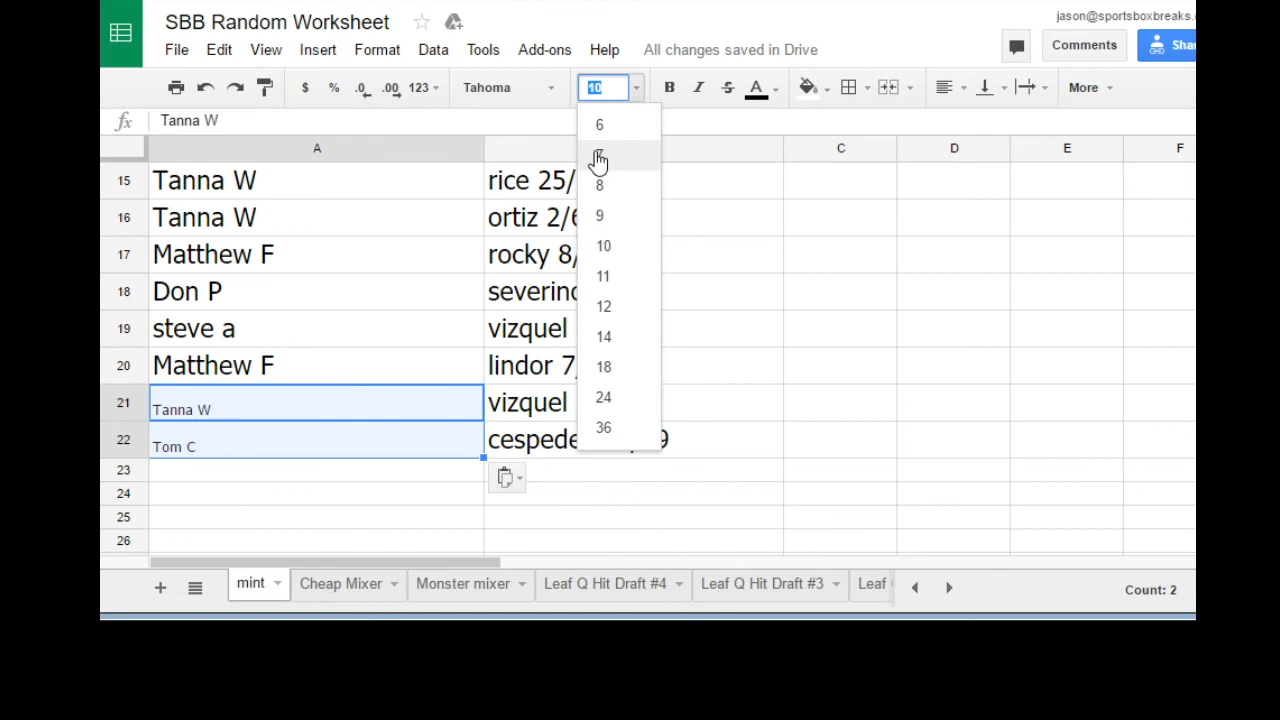 SBB Random Worksheet
jason@sportsboxbreaks.
File Edit View Insert Format Data Tools Add-ons Help All changes saved in Drive
Comments
Shar
$ % .0 .00 123 Tahoma 10 B I S A More
fx Tanna W
A C D E F
15 Tanna W rice 25/
16 Tanna W ortiz 2/6
17 Matthew F rocky 8/
18 Don P severino
19 steve a vizquel
20 Matthew F lindor 7/
21 Tanna W vizquel
22 Tom C cespede 9
23
24
25
26
6
7
8
9
10
11
12
14
18
24
36
mint Cheap Mixer Monster mixer Leaf Q Hit Draft #4 Leaf Q Hit Draft #3 Leaf
Count: 2